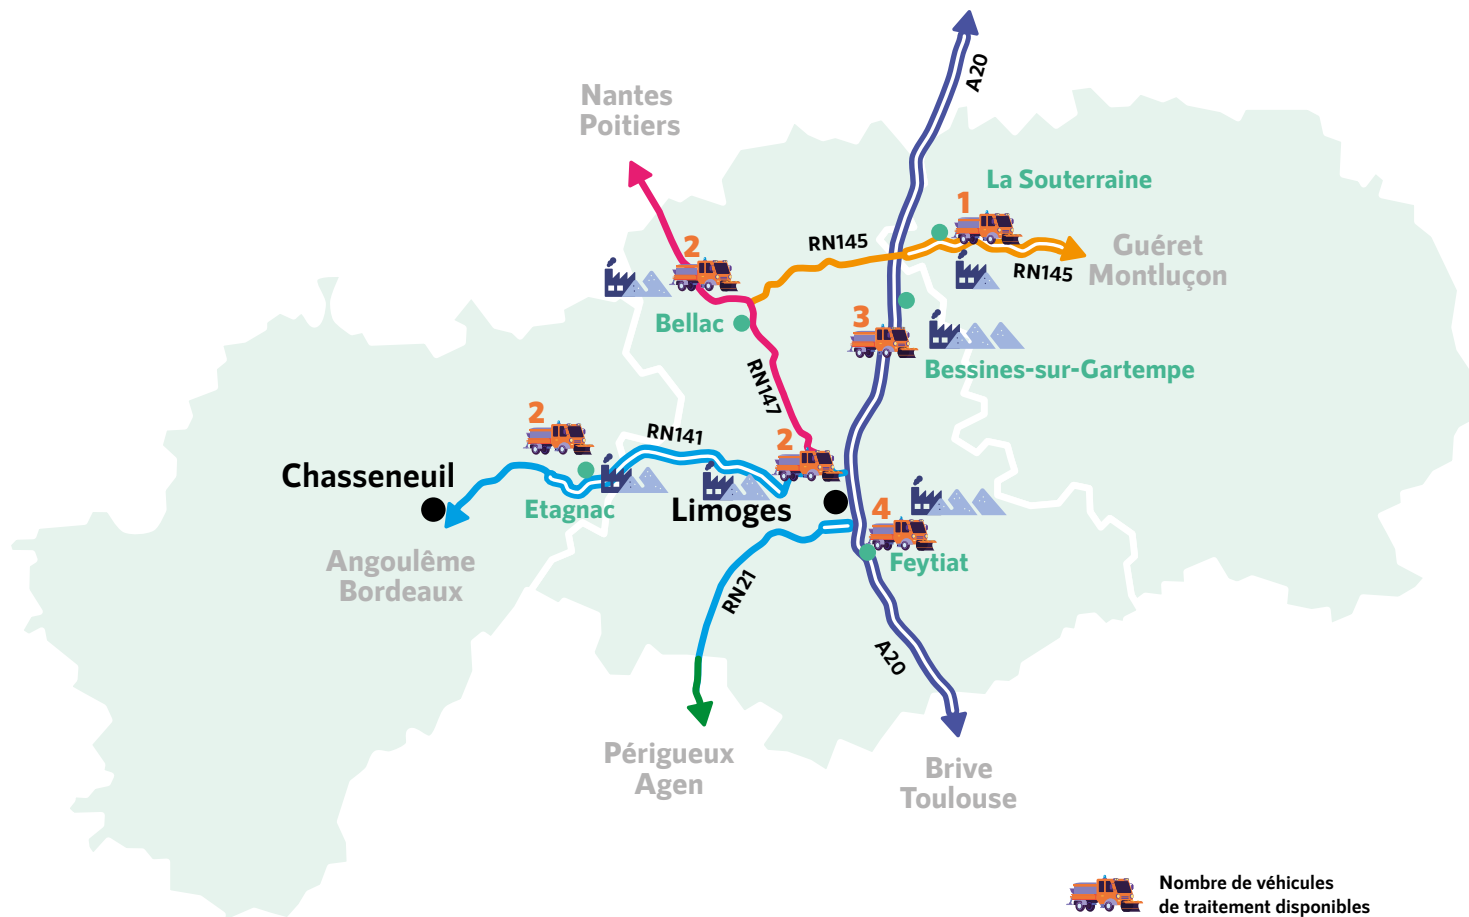 A20
Nantes
Poitiers
La Souterraine
1
2
RN145
Guéret
Montluçon
RN145
Bellac
3
Bessines-sur-Gartempe
RN147
2
RN141
2
Chasseneuil
Limoges
Etagnac
4
Angoulême
Bordeaux
Feytiat
RN21
A20
Périgueux
Agen
Brive
Toulouse
Nombre de véhicules
de traitement disponibles